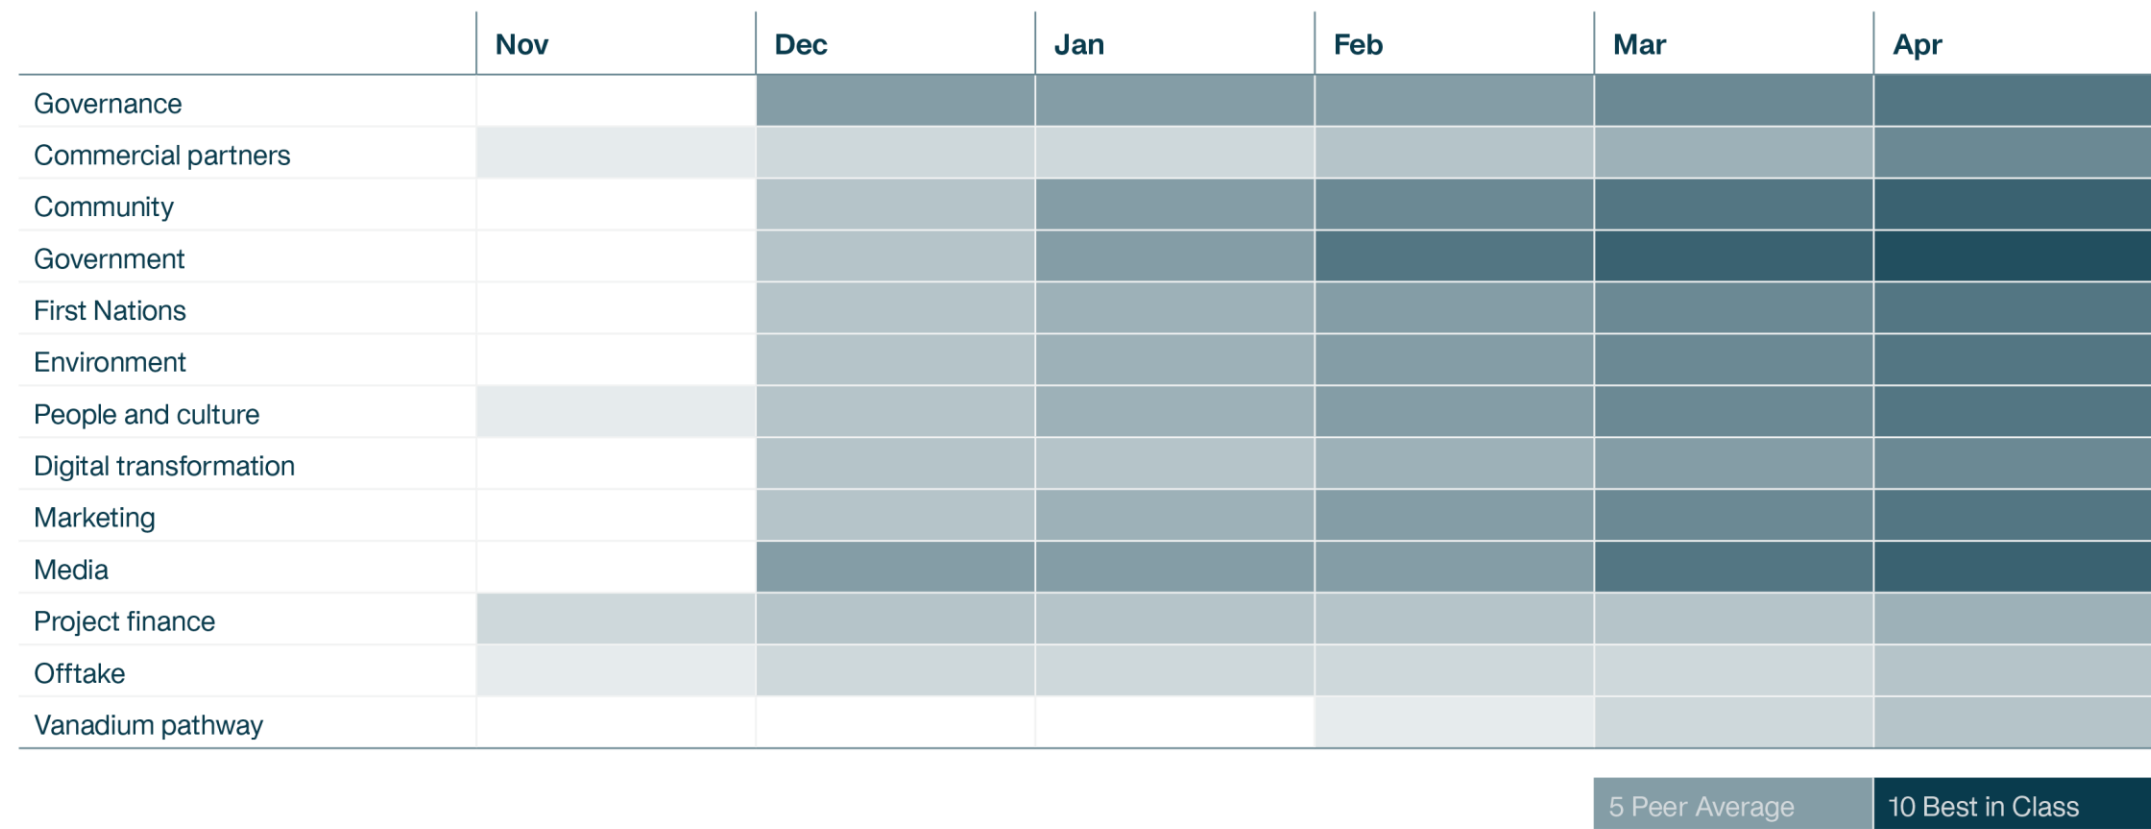 Nov Dec Jan Feb Mar Apr
Governance
Commercial partners
Community
Government
First Nations
Environment
People and culture
Digital transformation
Marketing
Media
Project finance
Offtake
Vanadium pathway
5 Peer Average 10 Best in Class